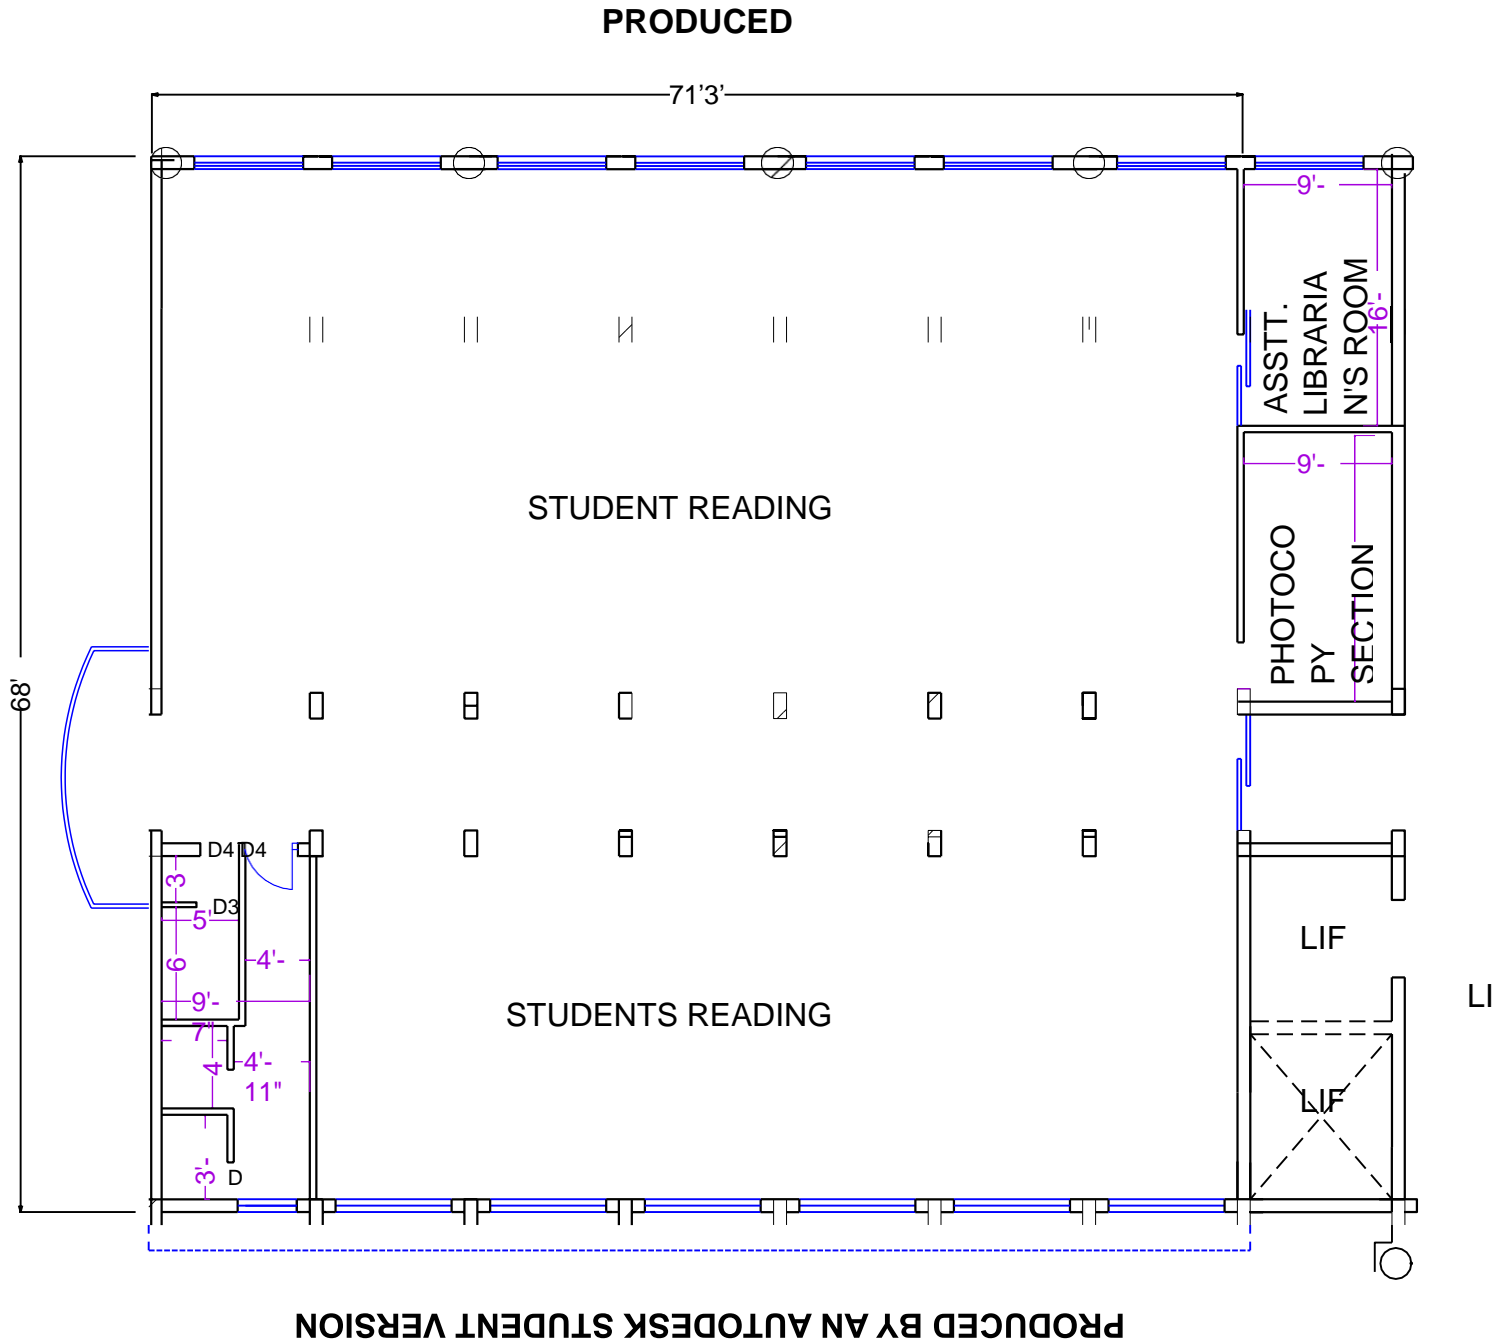 PRODUCED
71'3'
68'
9'-
16'-
ASSTT.
LIBRARIA
N'S ROOM
9'-
STUDENT READING
PHOTOCO
PY
SECTION
D4
D4
3
D3
5'
6
4'-
9'-
7"
4
4'-
11"
3'-
D
STUDENTS READING
LIF
LI
LIF
PRODUCED BY AN AUTODESK STUDENT VERSION